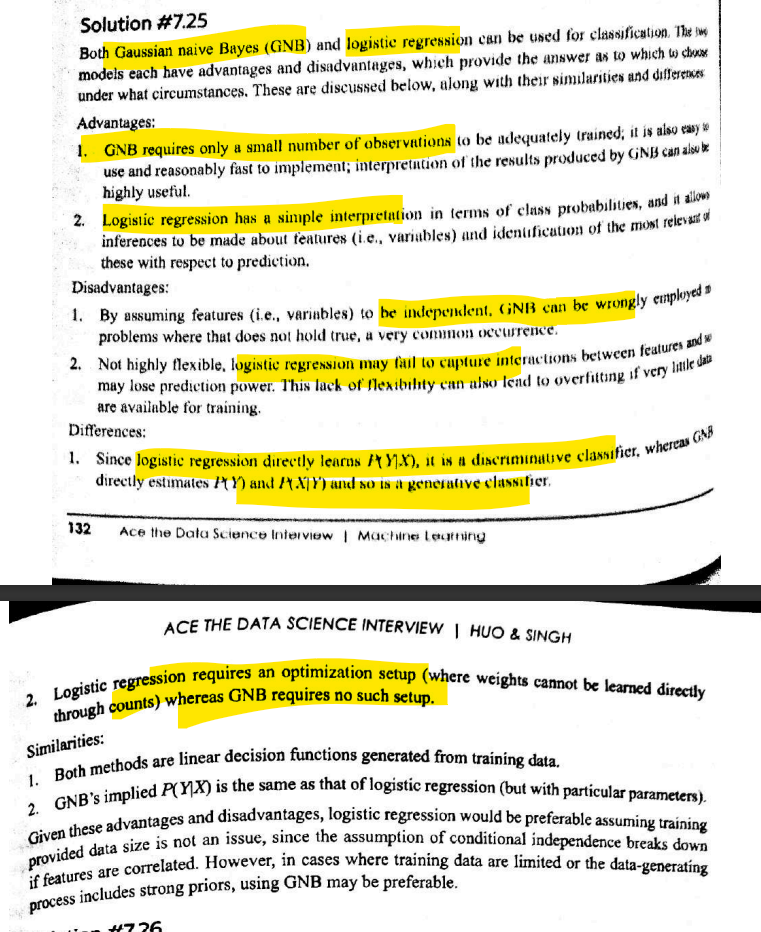 Solution #7.25
Both Gaussian naive Bayes (GNB) and logistic regression can be used for classification. The two
models each have advantages and disadvantages, which provide the answer as to which to choose
under what circumstances. These are discussed below, along with their similarities and differences
Advantages:
1. GNB requires only a small number of observations to be adequately trained; it is also easy to
use and reasonably fast to implement; interpretation of the results produced by GNB can also be
highly useful.
2. Logistic regression has a simple interpretation in terms of class probabilities, and it allows
inferences to be made about features (i.e., variables) and identification of the most relevant of
these with respect to prediction.
Disadvantages:
1. By assuming features (i.e., variables) to be independent, GNB can be wrongly employed in
problems where that does not hold true, a very common occurrence.
2. Not highly flexible, logistic regression may fail to capture interactions between features and so
may lose prediction power. This lack of flexibility can also lead to overfitting if very little data
are available for training.
Differences:
1. Since logistic regression directly learns P(Y|X), it is a discriminative classifier, whereas GNB
directly estimates P(Y) and P(X|Y) and so is a generative classifier.
132 Ace the Data Science Interview | Machine Learning
ACE THE DATA SCIENCE INTERVIEW | HUO & SINGH
2. Logistic regression requires an optimization setup (where weights cannot be learned directly
through counts) whereas GNB requires no such setup.
Similarities:
1. Both methods are linear decision functions generated from training data.
2. GNB's implied P(Y|X) is the same as that of logistic regression (but with particular parameters).
Given these advantages and disadvantages, logistic regression would be preferable assuming training
provided data size is not an issue, since the assumption of conditional independence breaks down
if features are correlated. However, in cases where training data are limited or the data-generating
process includes strong priors, using GNB may be preferable.
#7.26